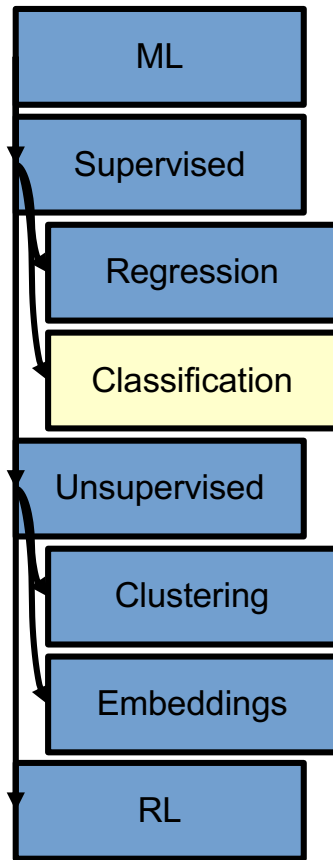 ML
Supervised
Regression
Classification
Unsupervised
Clustering
Embeddings
RL